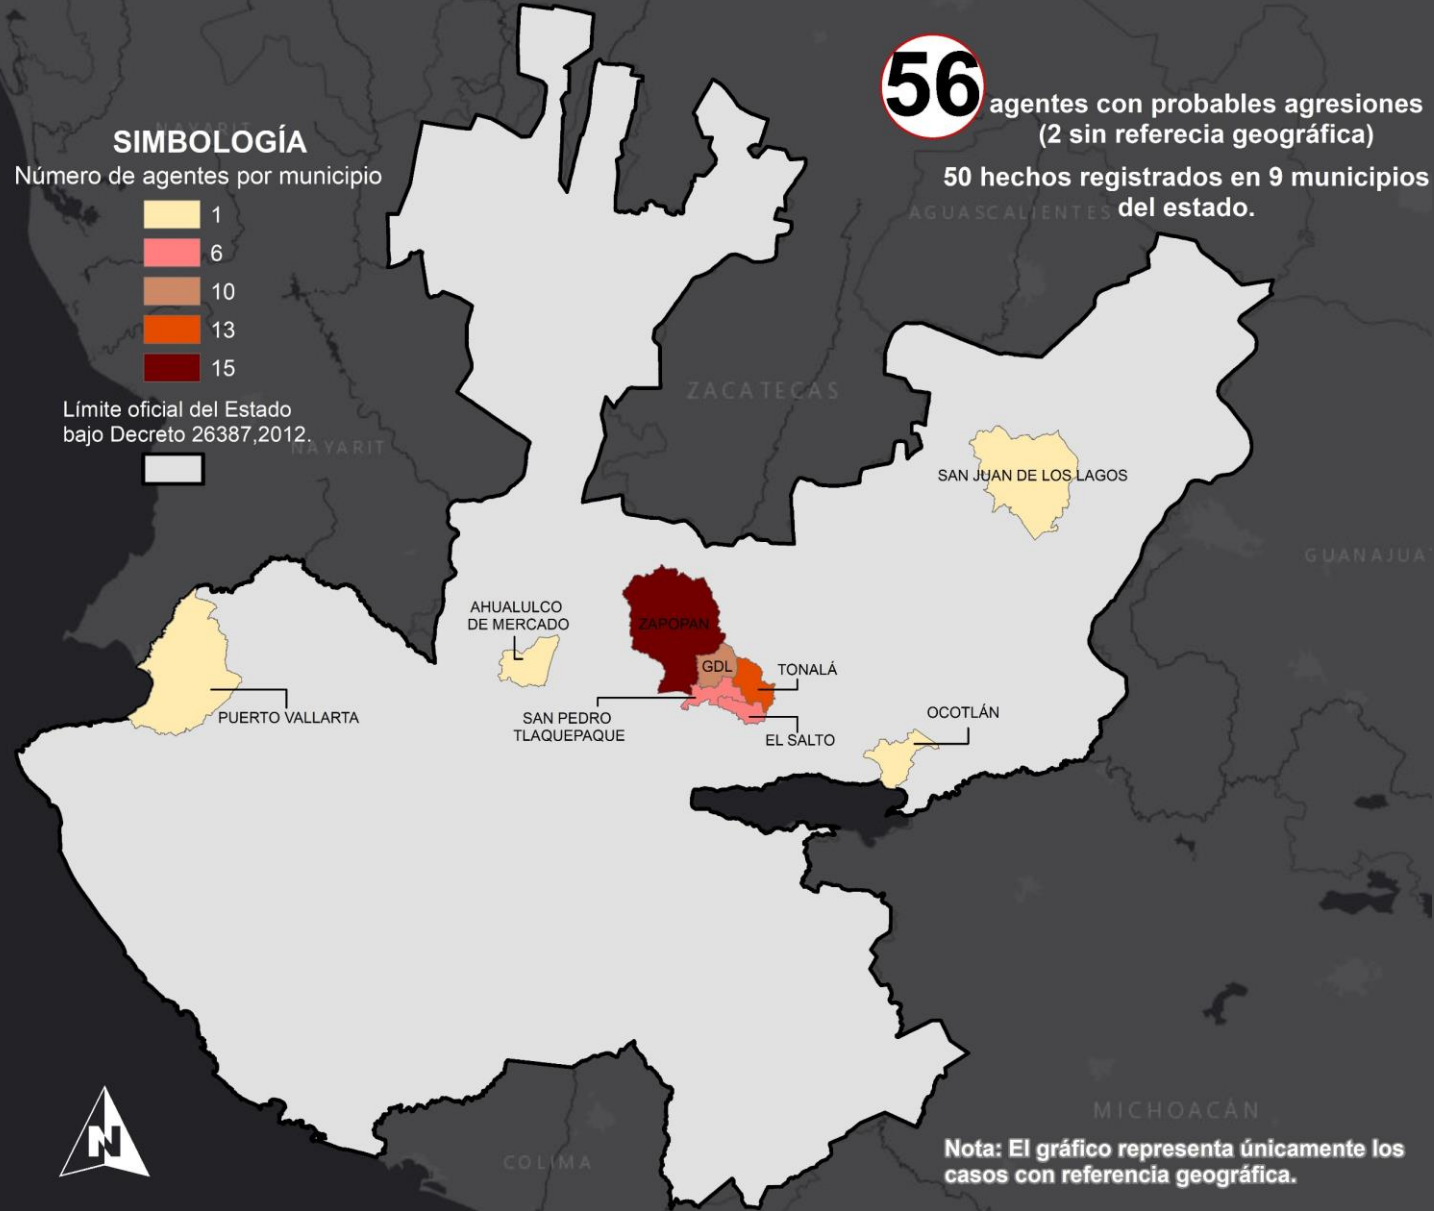 56
agentes con probables agresiones
(2 sin referecia geográfica)
50 hechos registrados en 9 municipios
del estado.
SIMBOLOGÍA
Número de agentes por municipio
1
6
10
13
15
Límite oficial del Estado
bajo Decreto 26387,2012.
NAYARIT
NAYARIT
AGUASCALIENTES
ZACATECAS
SAN JUAN DE LOS LAGOS
GUANAJUAT
AHUALULCO
DE MERCADO
ZAPOPAN
GDL
TONALÁ
PUERTO VALLARTA
SAN PEDRO
TLAQUEPAQUE
EL SALTO
OCOTLÁN
MICHOACÁN
COLIMA
N
Nota: El gráfico representa únicamente los
casos con referencia geográfica.